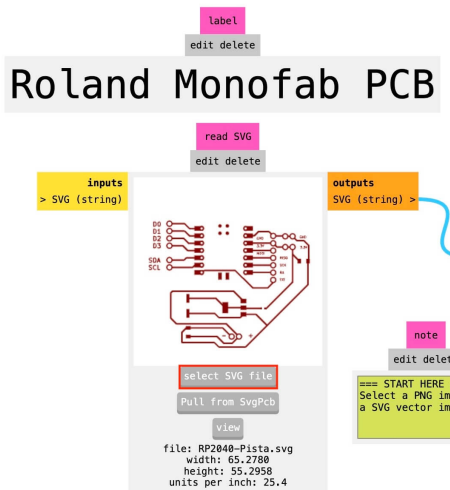 label
edit delete
Roland Monofab PCB
read SVG
edit delete
inputs
> SVG (string)
outputs
SVG (string) >
D0
D1
D2
D3
SDA
SCL
select SVG file
Pull from SvgPcb
view
file: RP2040-Pista.svg
width: 65.2780
height: 55.2958
units per inch: 25.4
note
edit delet
=== START HERE
Select a PNG im
a SVG vector im